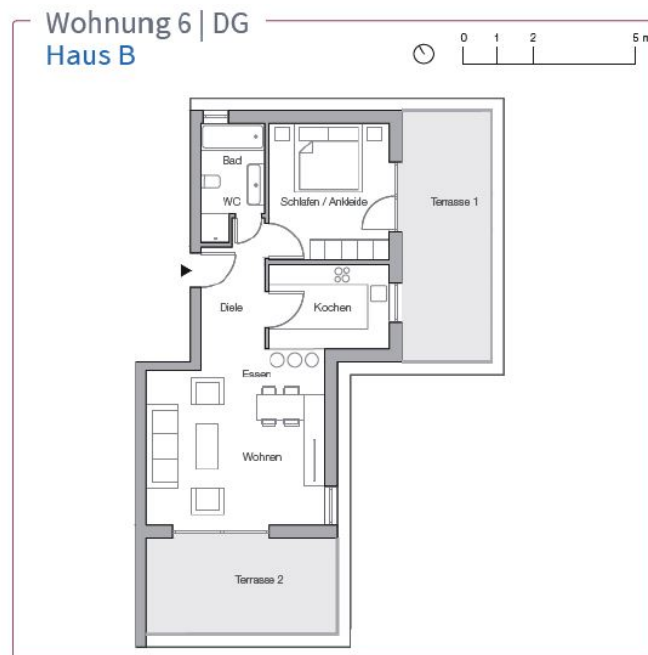 Wohnung 6 | DG
Haus B
0 1 2 5 m
Bad
WC
Schlafen / Ankleide
Terrasse 1
Diele
Kochen
Essen
Wohnen
Terrasse 2